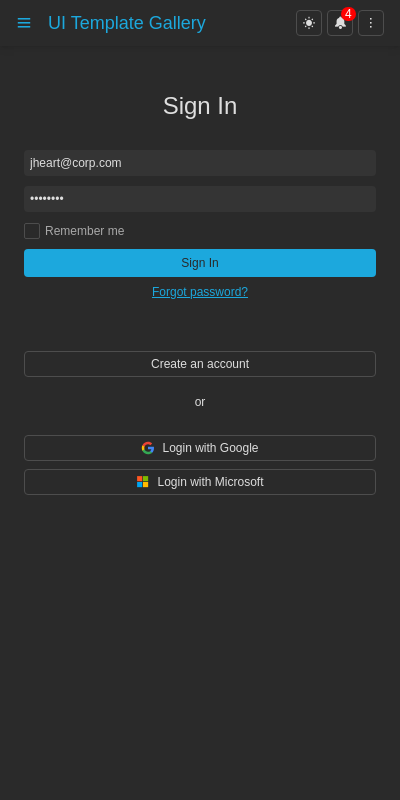 UI Template Gallery
4
Sign In
jheart@corp.com
••••••••
Remember me
Sign In
Forgot password?
Create an account
or
Login with Google
Login with Microsoft